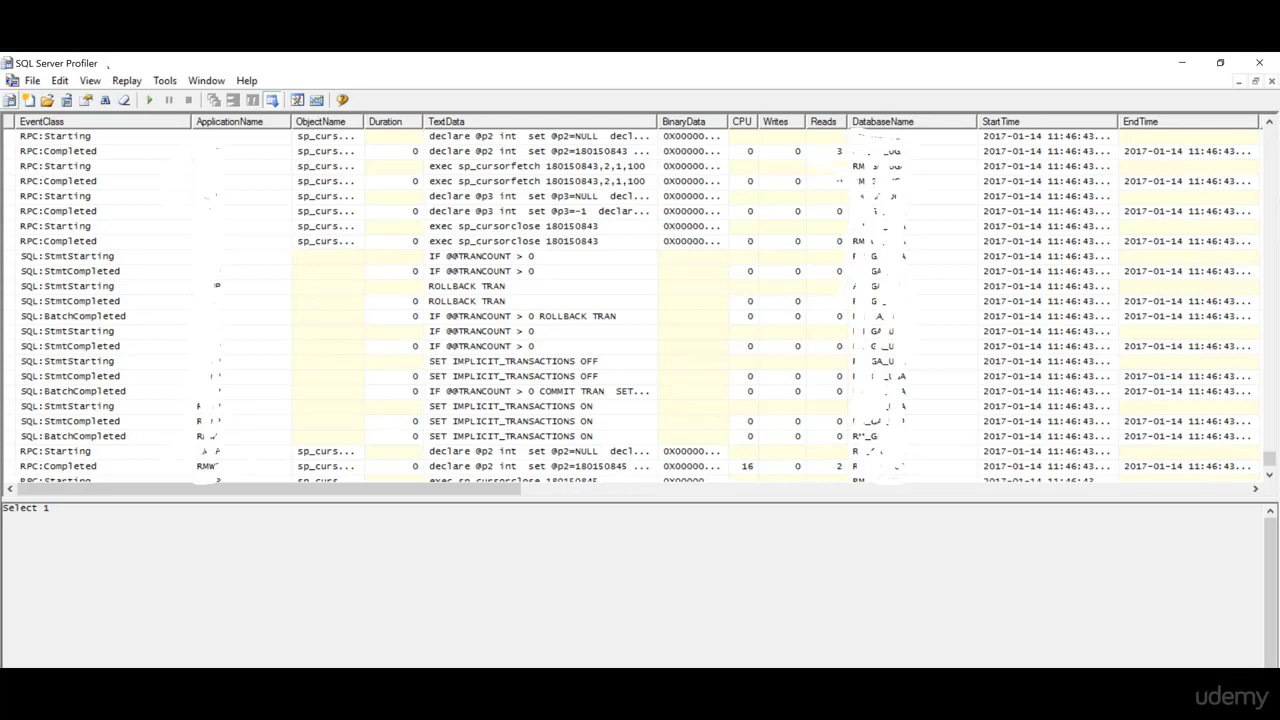 SQL Server Profiler
File Edit View Replay Tools Window Help
EventClass ApplicationName ObjectName Duration TextData BinaryData CPU Writes Reads DatabaseName StartTime EndTime
RPC:Starting sp_curs... declare @p2 int set @p2=NULL decl... 0X00000... 2017-01-14 11:46:43...
RPC:Completed sp_curs... 0 declare @p2 int set @p2=180150843 ... 0X00000... 0 0 3 2017-01-14 11:46:43... 2017-01-14 11:46:43...
RPC:Starting sp_curs... exec sp_cursorfetch 180150843,2,1,100 0X00000... 2017-01-14 11:46:43...
RPC:Completed sp_curs... 0 exec sp_cursorfetch 180150843,2,1,100 0X00000... 0 0 2017-01-14 11:46:43... 2017-01-14 11:46:43...
RPC:Starting sp_curs... declare @p3 int set @p3=NULL decl... 0X00000... 2017-01-14 11:46:43...
RPC:Completed sp_curs... 0 declare @p3 int set @p3=-1 declar... 0X00000... 0 0 0 2017-01-14 11:46:43... 2017-01-14 11:46:43...
RPC:Starting sp_curs... exec sp_cursorclose 180150843 0X00000... 2017-01-14 11:46:43...
RPC:Completed sp_curs... 0 exec sp_cursorclose 180150843 0X00000... 0 0 0 2017-01-14 11:46:43... 2017-01-14 11:46:43...
SQL:StmtStarting IF @@TRANCOUNT > 0 2017-01-14 11:46:43...
SQL:StmtCompleted 0 IF @@TRANCOUNT > 0 0 0 0 2017-01-14 11:46:43... 2017-01-14 11:46:43...
SQL:StmtStarting ROLLBACK TRAN 2017-01-14 11:46:43...
SQL:StmtCompleted 0 ROLLBACK TRAN 0 0 0 2017-01-14 11:46:43... 2017-01-14 11:46:43...
SQL:BatchCompleted 0 IF @@TRANCOUNT > 0 ROLLBACK TRAN 0 0 0 2017-01-14 11:46:43... 2017-01-14 11:46:43...
SQL:StmtStarting IF @@TRANCOUNT > 0 2017-01-14 11:46:43...
SQL:StmtCompleted 0 IF @@TRANCOUNT > 0 0 0 0 2017-01-14 11:46:43... 2017-01-14 11:46:43...
SQL:StmtStarting SET IMPLICIT_TRANSACTIONS OFF 2017-01-14 11:46:43...
SQL:StmtCompleted 0 SET IMPLICIT_TRANSACTIONS OFF 0 0 0 2017-01-14 11:46:43... 2017-01-14 11:46:43...
SQL:BatchCompleted 0 IF @@TRANCOUNT > 0 COMMIT TRAN SET... 0 0 0 2017-01-14 11:46:43... 2017-01-14 11:46:43...
SQL:StmtStarting SET IMPLICIT_TRANSACTIONS ON 2017-01-14 11:46:43...
SQL:StmtCompleted 0 SET IMPLICIT_TRANSACTIONS ON 0 0 0 2017-01-14 11:46:43... 2017-01-14 11:46:43...
SQL:BatchCompleted 0 SET IMPLICIT_TRANSACTIONS ON 0 0 0 2017-01-14 11:46:43... 2017-01-14 11:46:43...
RPC:Starting sp_curs... declare @p2 int set @p2=NULL decl... 0X00000... 2017-01-14 11:46:43...
RPC:Completed sp_curs... 0 declare @p2 int set @p2=180150845 ... 0X00000... 16 0 2 2017-01-14 11:46:43... 2017-01-14 11:46:43...
RPC:Starting sp_curs exec sp_cursorclose 180150845 0X00000 2017-01-14 11:46:43
Select 1
udemy